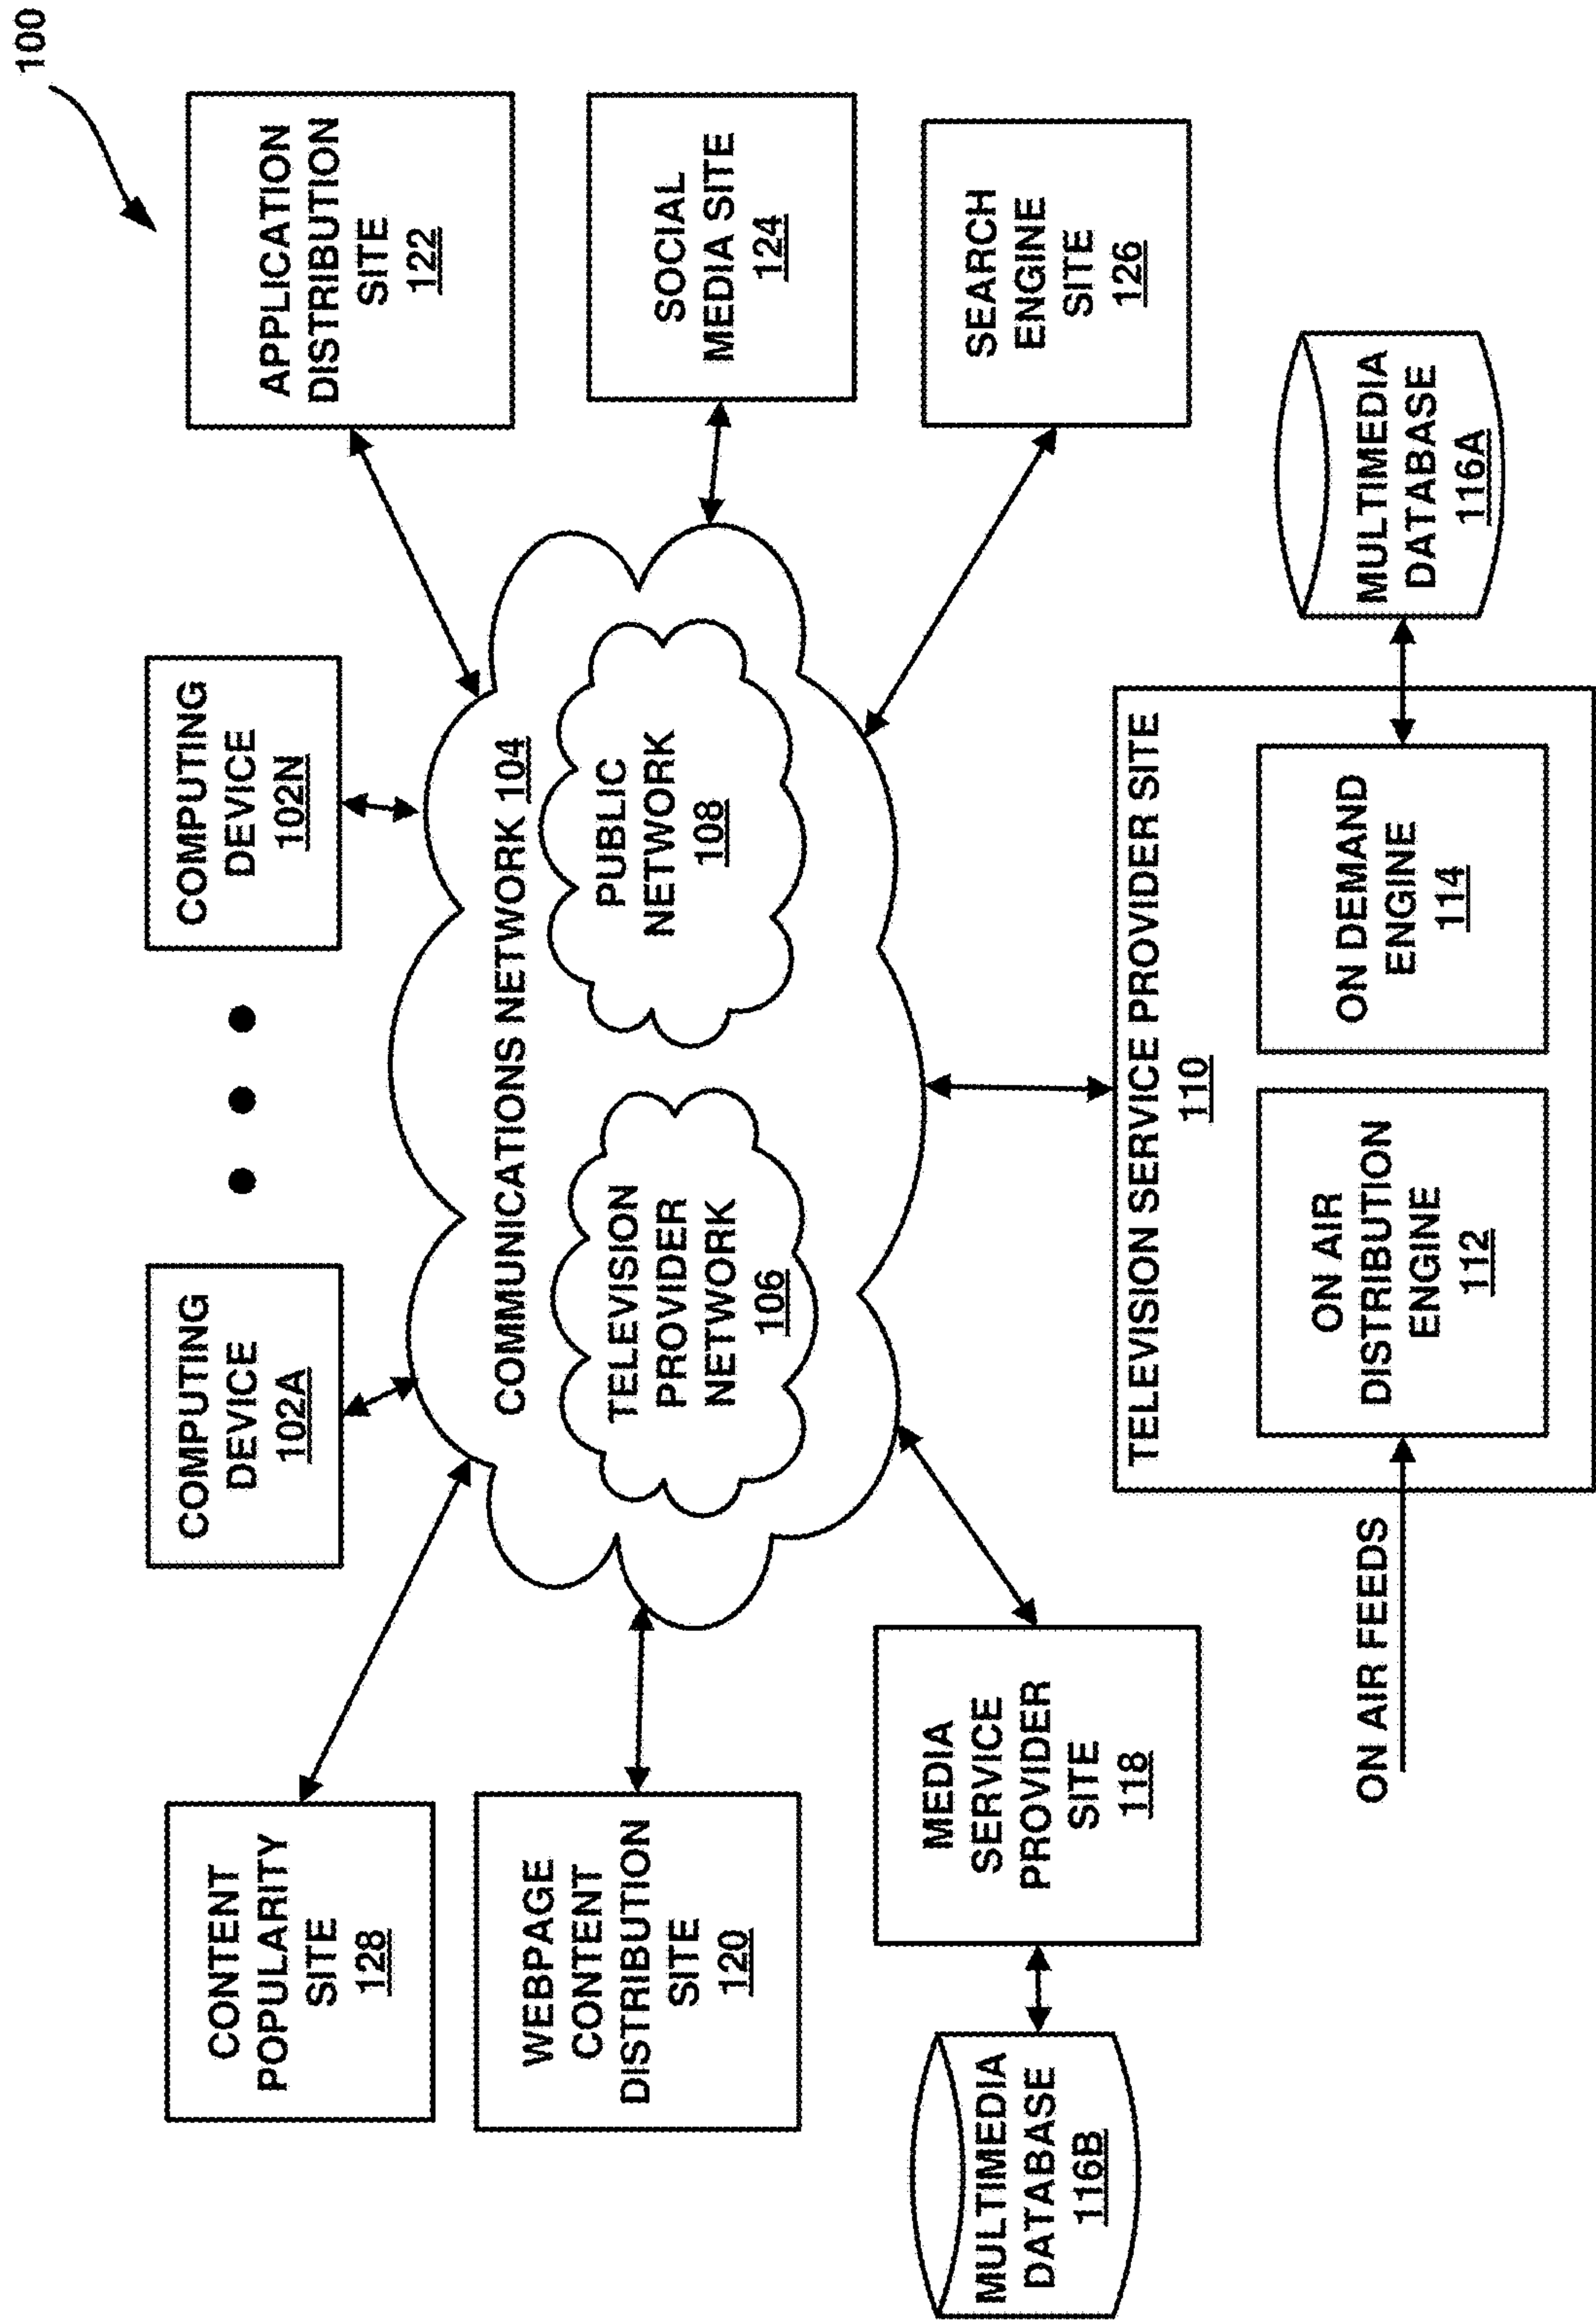 100
CONTENT
POPULARITY
SITE
128
COMPUTING
DEVICE
102A
COMPUTING
DEVICE
102N
APPLICATION
DISTRIBUTION
SITE
122
WEBPAGE
CONTENT
DISTRIBUTION
SITE
120
COMMUNICATIONS NETWORK 104
TELEVISION
PROVIDER
NETWORK
106
PUBLIC
NETWORK
108
SOCIAL
MEDIA SITE
124
MEDIA
SERVICE
PROVIDER
SITE
118
SEARCH
ENGINE
SITE
126
MULTIMEDIA
DATABASE
116B
TELEVISION SERVICE PROVIDER SITE
110
ON AIR FEEDS
ON AIR
DISTRIBUTION
ENGINE
112
ON DEMAND
ENGINE
114
MULTIMEDIA
DATABASE
116A